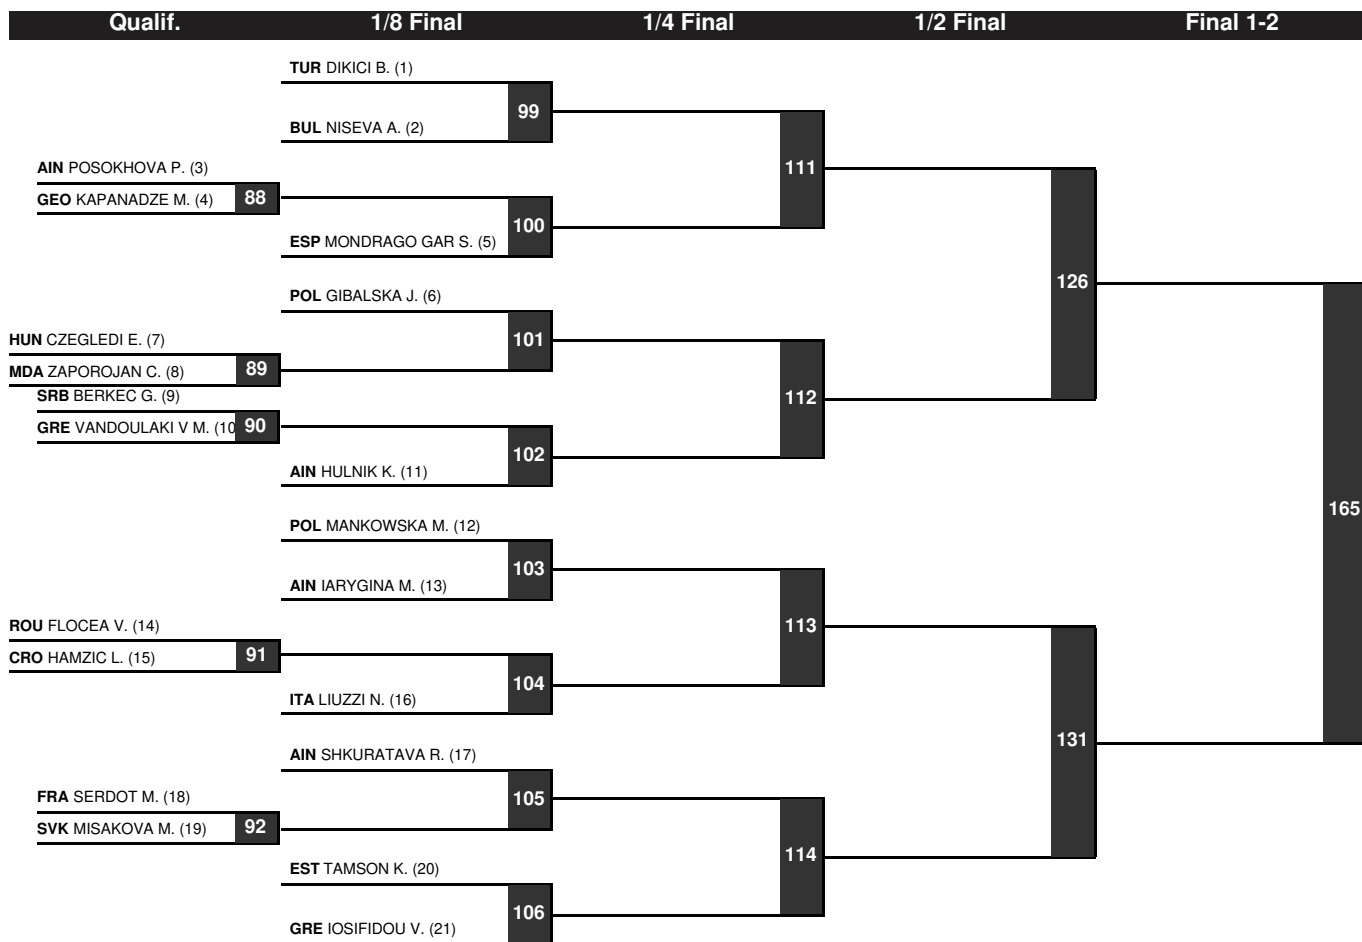 Qualif. 1/8 Final 1/4 Final 1/2 Final Final 1-2
TUR DIKICI B. (1)
99
BUL NISEVA A. (2)
AIN POSOKHOVA P. (3)
111
GEO KAPANADZE M. (4) 88
100
ESP MONDRAGO GAR S. (5)
126
POL GIBALSKA J. (6)
HUN CZEGLEDI E. (7)
101
MDA ZAPOROJAN C. (8) 89
SRB BERKEC G. (9)
112
GRE VANDOULAKI V M. (10 90
102
AIN HULNIK K. (11)
165
POL MANKOWSKA M. (12)
103
AIN IARYGINA M. (13)
ROU FLOCEA V. (14)
113
CRO HAMZIC L. (15) 91
104
ITA LIUZZI N. (16)
131
AIN SHKURATAVA R. (17)
FRA SERDOT M. (18)
105
SVK MISAKOVA M. (19) 92
114
EST TAMSON K. (20)
106
GRE IOSIFIDOU V. (21)